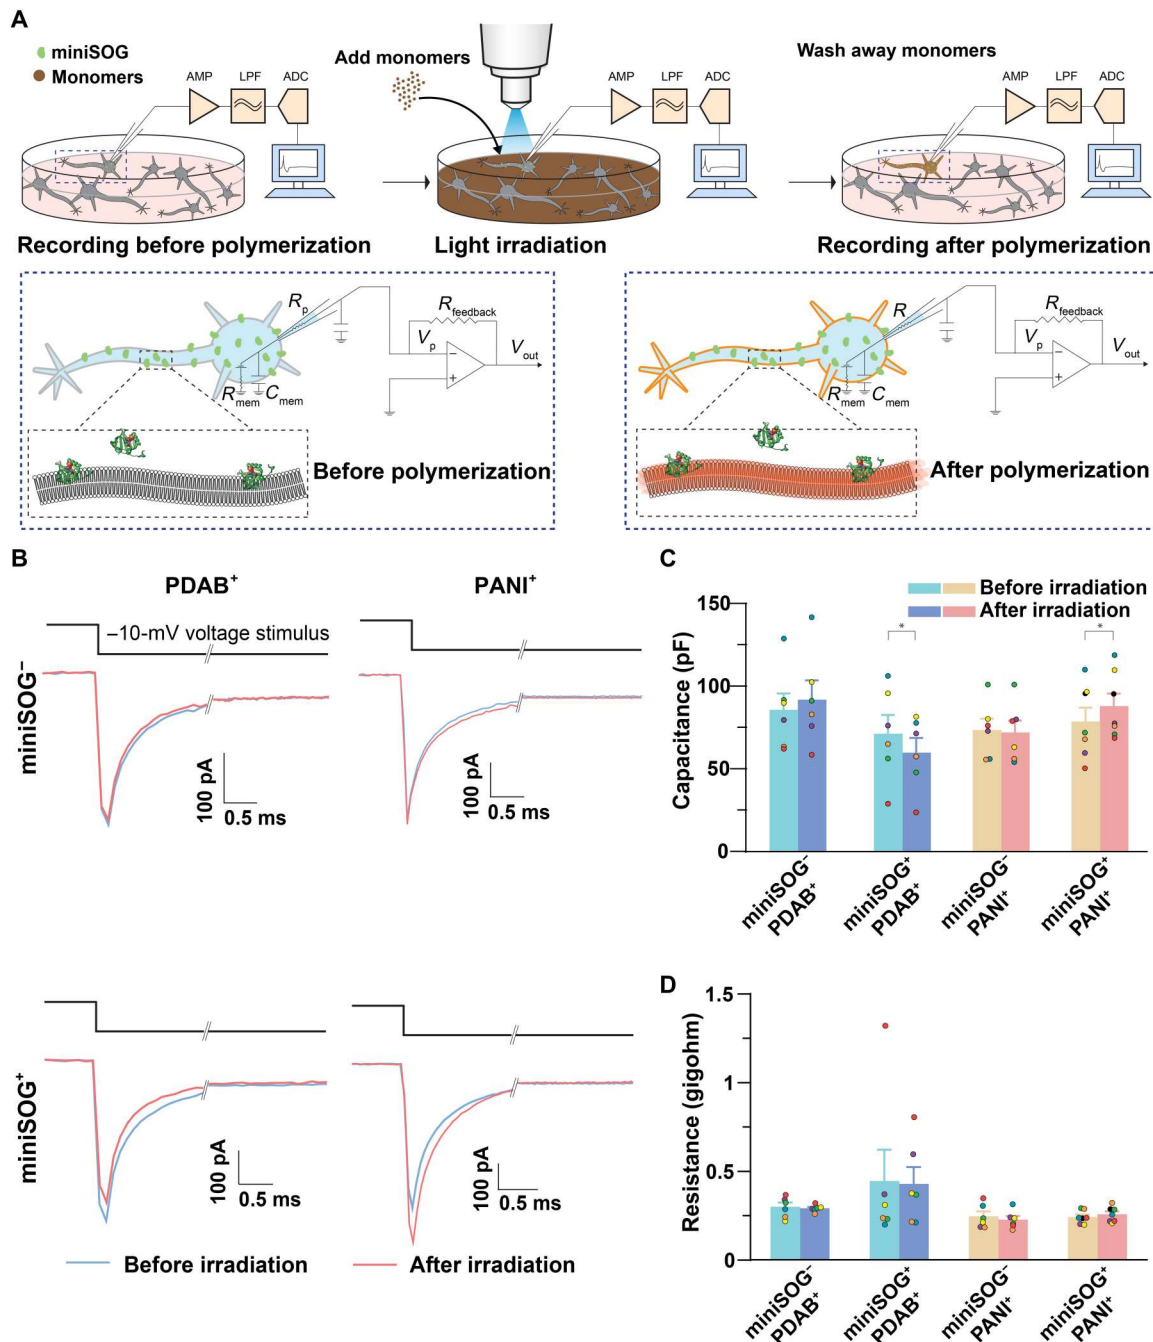 A
miniSOG
Monomers
AMP
LPF
ADC
Add monomers
AMP
LPF
ADC
Wash away monomers
AMP
LPF
ADC
Recording before polymerization
Light irradiation
Recording after polymerization
Rp
Rfeedback
Vp
Vout
−
+
Rmem
Cmem
Before polymerization
R
Rfeedback
Vp
Vout
−
+
Rmem
Cmem
After polymerization
B
PDAB⁺
PANI⁺
miniSOG⁻
–10-mV voltage stimulus
100 pA
0.5 ms
100 pA
0.5 ms
miniSOG⁺
100 pA
0.5 ms
100 pA
0.5 ms
Before irradiation
After irradiation
C
Before irradiation
After irradiation
Capacitance (pF)
150
100
50
0
*
*
miniSOG⁻
PDAB⁺
miniSOG⁺
PDAB⁺
miniSOG⁻
PANI⁺
miniSOG⁺
PANI⁺
D
Resistance (gigohm)
1.5
1
0.5
0
miniSOG⁻
PDAB⁺
miniSOG⁺
PDAB⁺
miniSOG⁻
PANI⁺
miniSOG⁺
PANI⁺